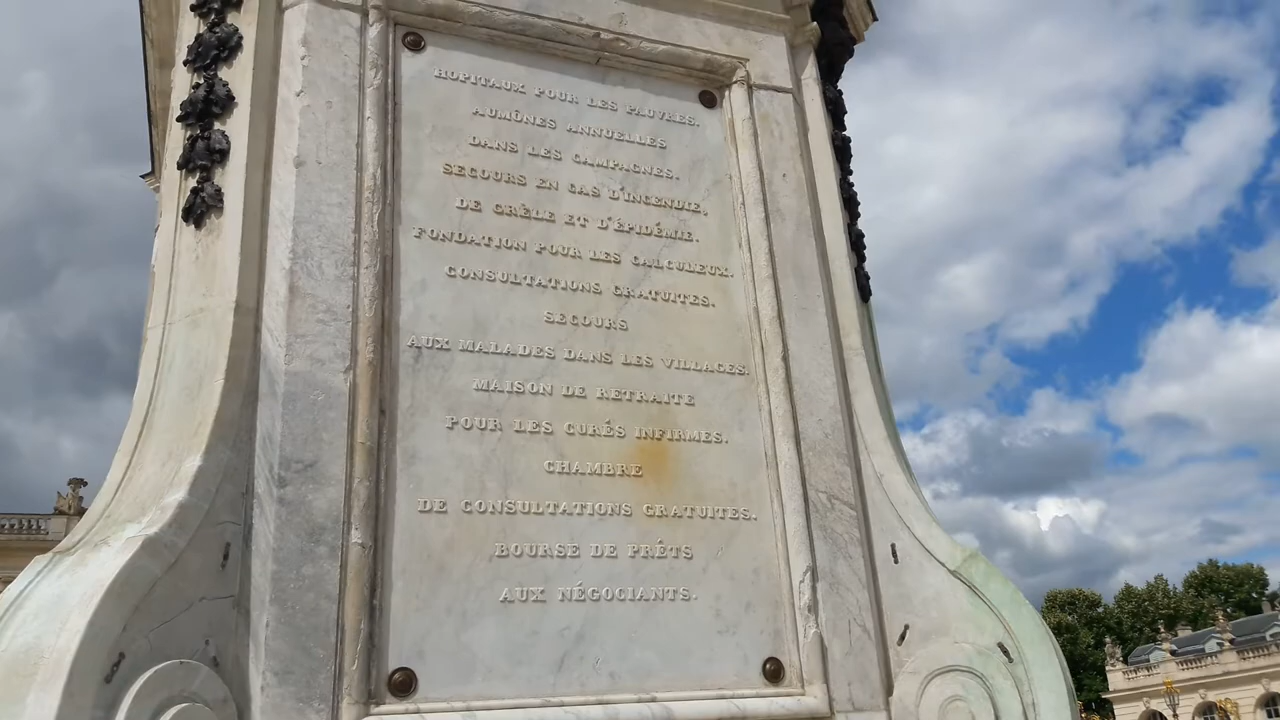 HOPITAUX POUR LES PAUVRES.
AUMÔNES ANNUELLES
DANS LES CAMPAGNES.
SECOURS EN CAS D'INCENDIE,
DE GRÈLE ET D'ÉPIDÉMIE.
FONDATION POUR LES CALCULEUX.
CONSULTATIONS GRATUITES.
SECOURS
AUX MALADES DANS LES VILLAGES.
MAISON DE RETRAITE
POUR LES CURÉS INFIRMES.
CHAMBRE
DE CONSULTATIONS GRATUITES.
BOURSE DE PRÊTS
AUX NÉGOCIANTS.